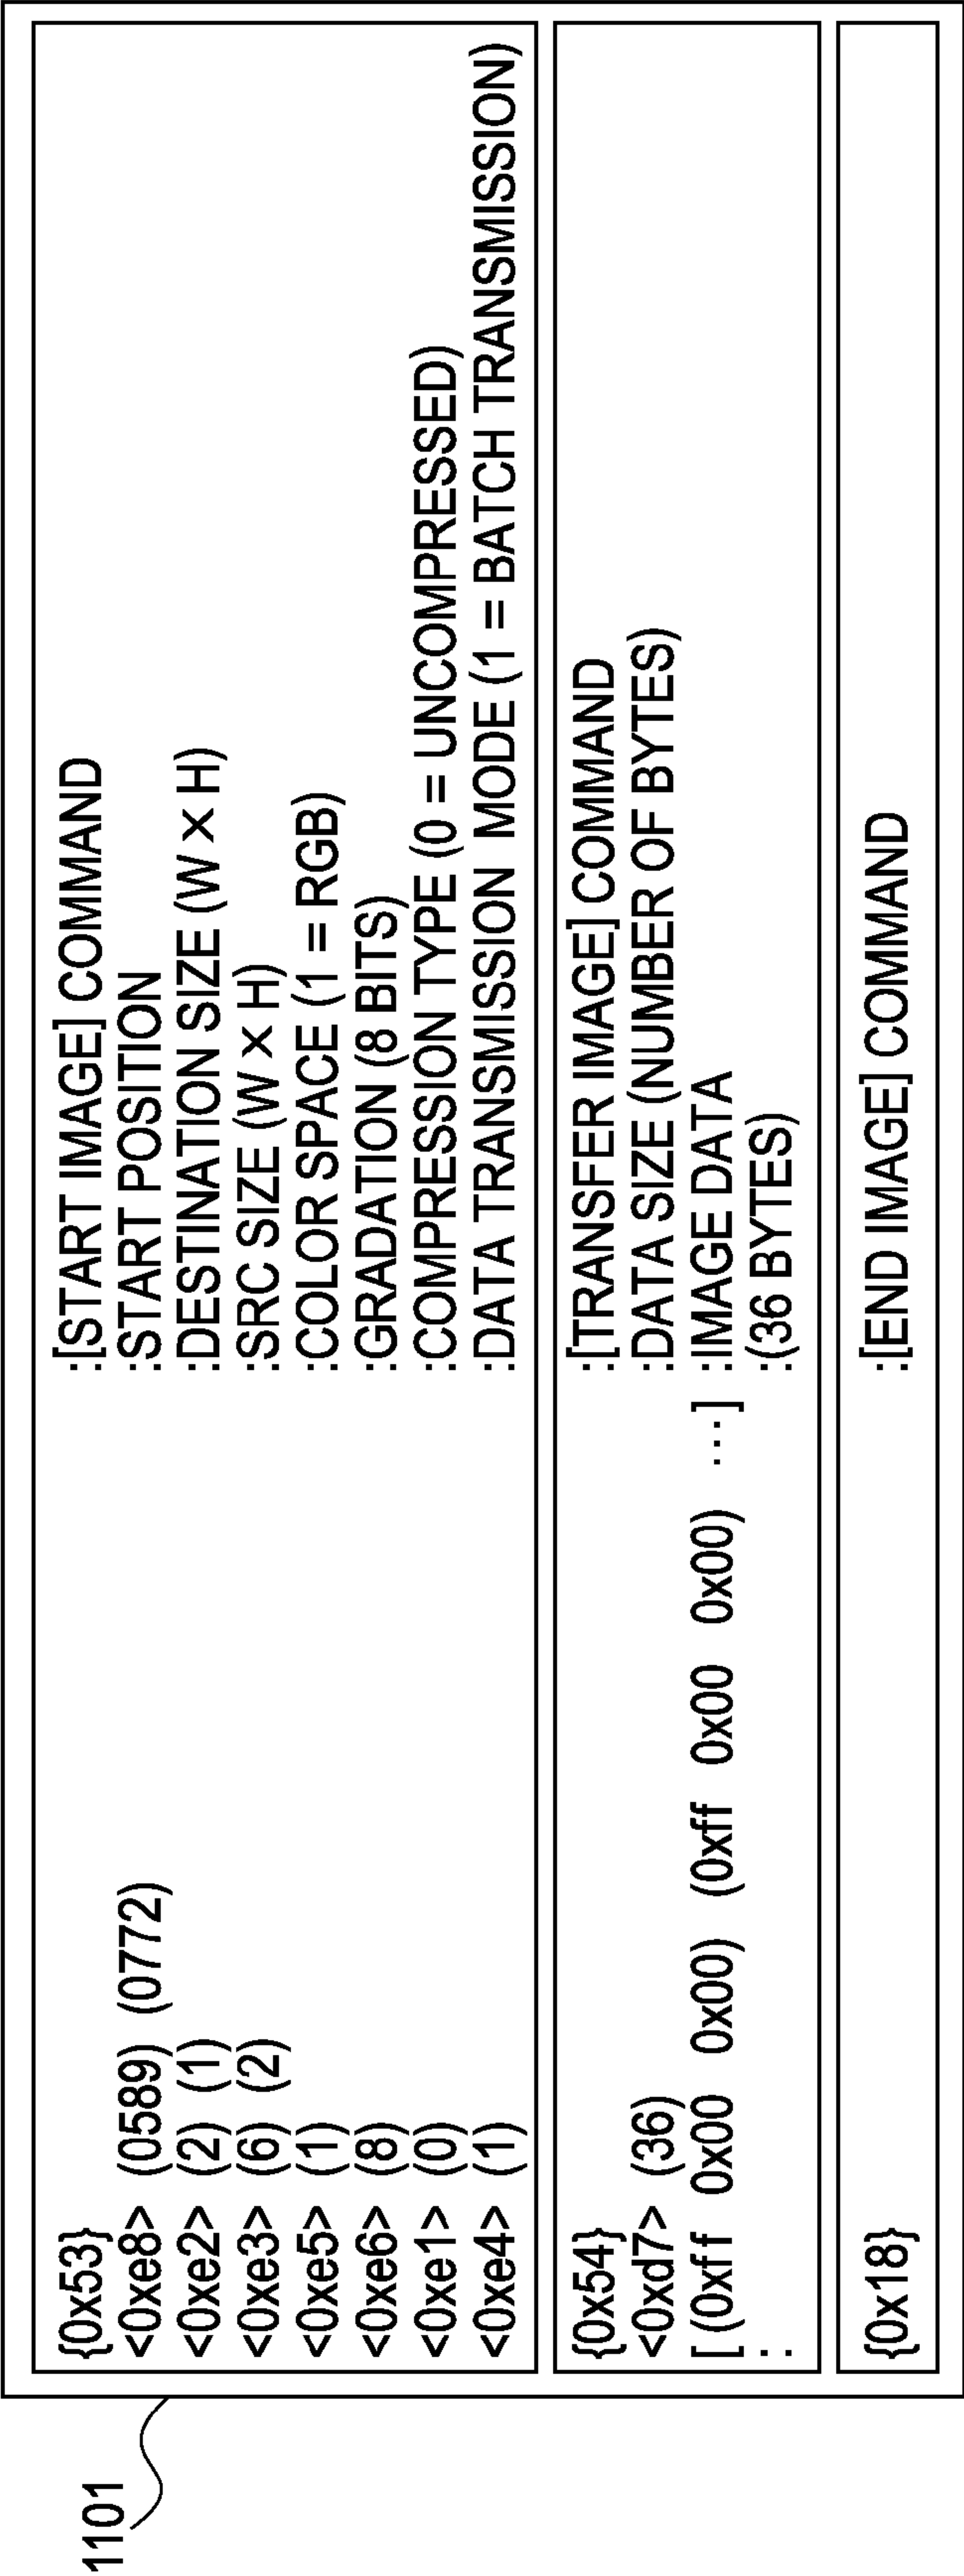 1101
{0x53} :[START IMAGE] COMMAND
<0xe8> (0589) (0772) :START POSITION
<0xe2> (2) (1) :DESTINATION SIZE (W × H)
<0xe3> (6) (2) :SRC SIZE (W × H)
<0xe5> (1) :COLOR SPACE (1 = RGB)
<0xe6> (8) :GRADATION (8 BITS)
<0xe1> (0) :COMPRESSION TYPE (0 = UNCOMPRESSED)
<0xe4> (1) :DATA TRANSMISSION MODE (1 = BATCH TRANSMISSION)
{0x54} :[TRANSFER IMAGE] COMMAND
<0xd7> (36) :DATA SIZE (NUMBER OF BYTES)
[ (0xff 0x00 0x00) (0xff 0x00 0x00) ...] :IMAGE DATA
: :(36 BYTES)
{0x18} :[END IMAGE] COMMAND